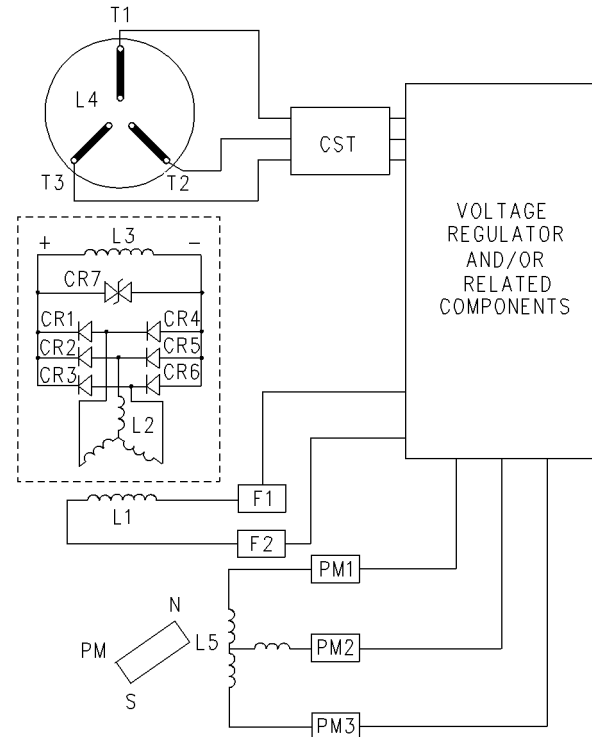 T1
L4
T3
T2
CST
VOLTAGE
REGULATOR
AND/OR
RELATED
COMPONENTS
+
L3
-
CR7
CR1
CR4
CR2
CR5
CR3
CR6
L2
L1
F1
F2
PM1
N
PM
L5
PM2
S
PM3